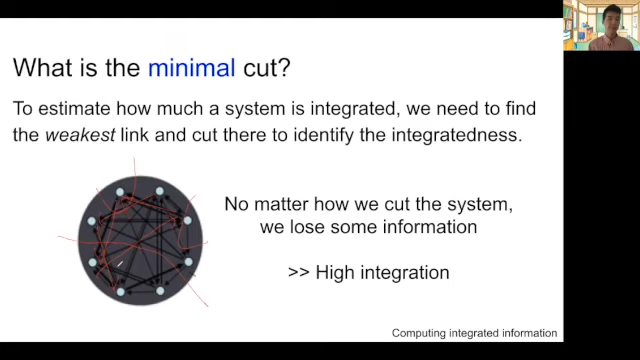 What is the minimal cut?
To estimate how much a system is integrated, we need to find
the weakest link and cut there to identify the integratedness.
No matter how we cut the system,
we lose some information
>> High integration
Computing integrated information